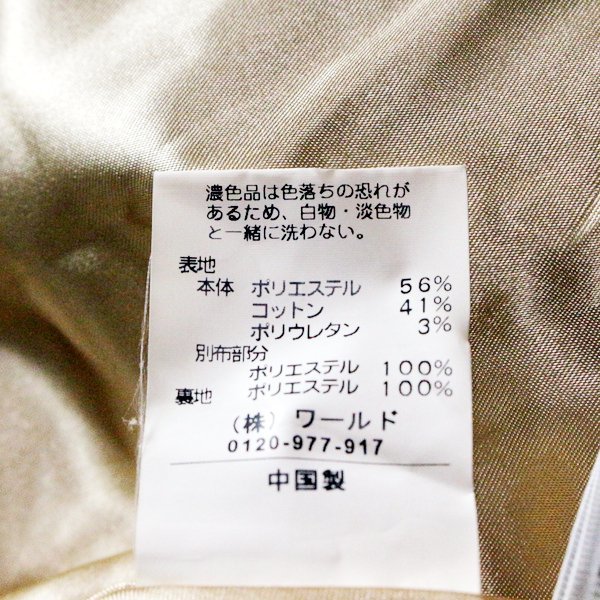 濃色品は色落ちの恐れが
あるため、白物・淡色物
と一緒に洗わない。
表地
本体 ポリエステル 56%
コットン 41%
ポリウレタン 3%
別布部分
ポリエステル 100%
裏地 ポリエステル 100%
(株) ワールド
0120-977-917
中国製